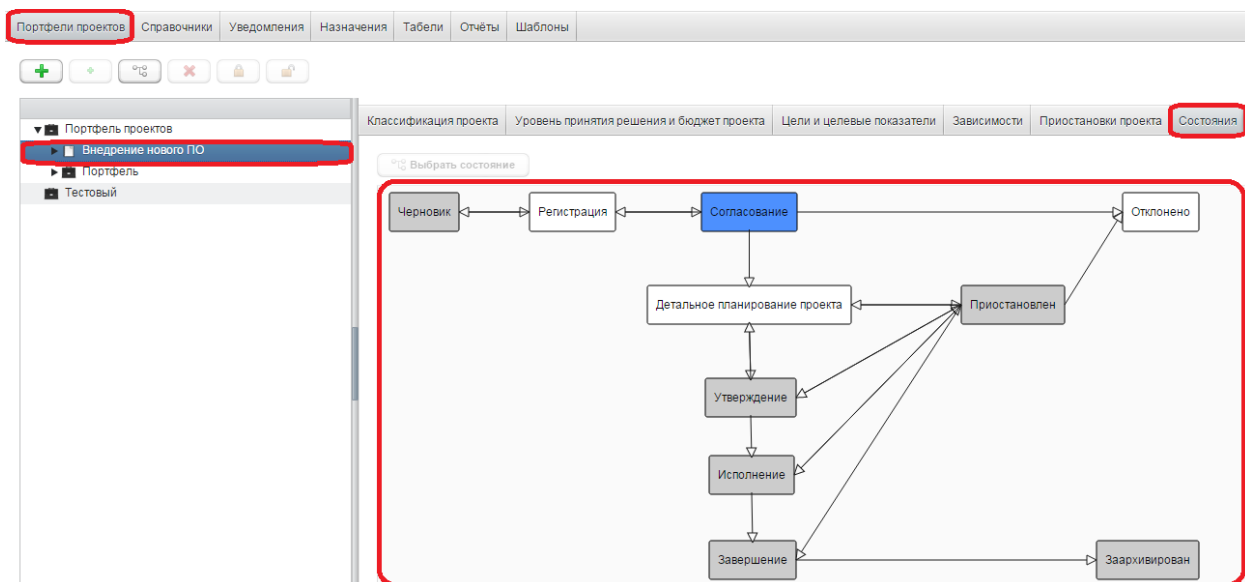 Портфели проектов Справочники Уведомления Назначения Табели Отчёты Шаблоны
Классификация проекта Уровень принятия решения и бюджет проекта Цели и целевые показатели Зависимости Приостановки проекта Состояния
Портфель проектов
Внедрение нового ПО
Портфель
Тестовый
Выбрать состояние
Черновик Регистрация Согласование Отклонено
Детальное планирование проекта Приостановлен
Утверждение
Исполнение
Завершение Заархивирован